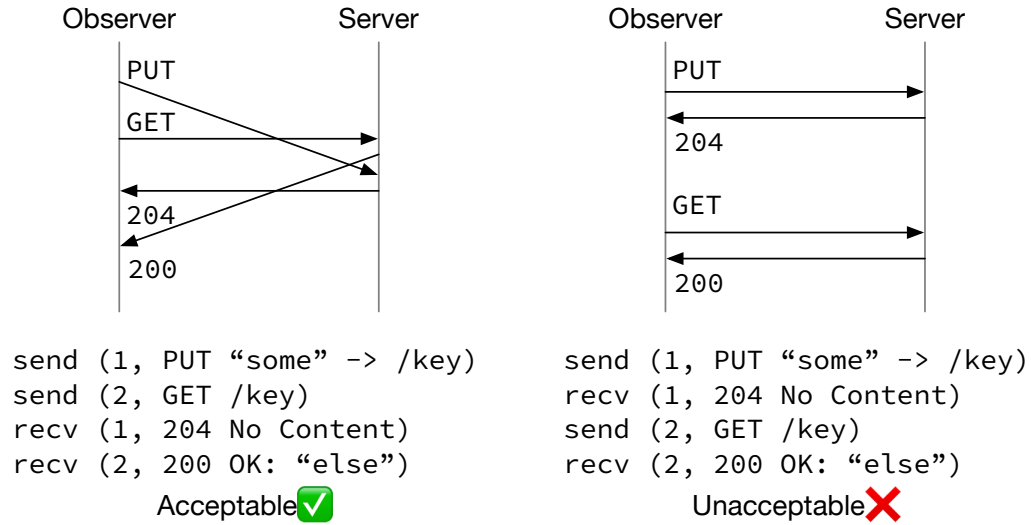 Observer Server
PUT
GET
204
200
send (1, PUT “some” -> /key)
send (2, GET /key)
recv (1, 204 No Content)
recv (2, 200 OK: “else”)
Acceptable✅
Observer Server
PUT
204
GET
200
send (1, PUT “some” -> /key)
recv (1, 204 No Content)
send (2, GET /key)
recv (2, 200 OK: “else”)
Unacceptable❌